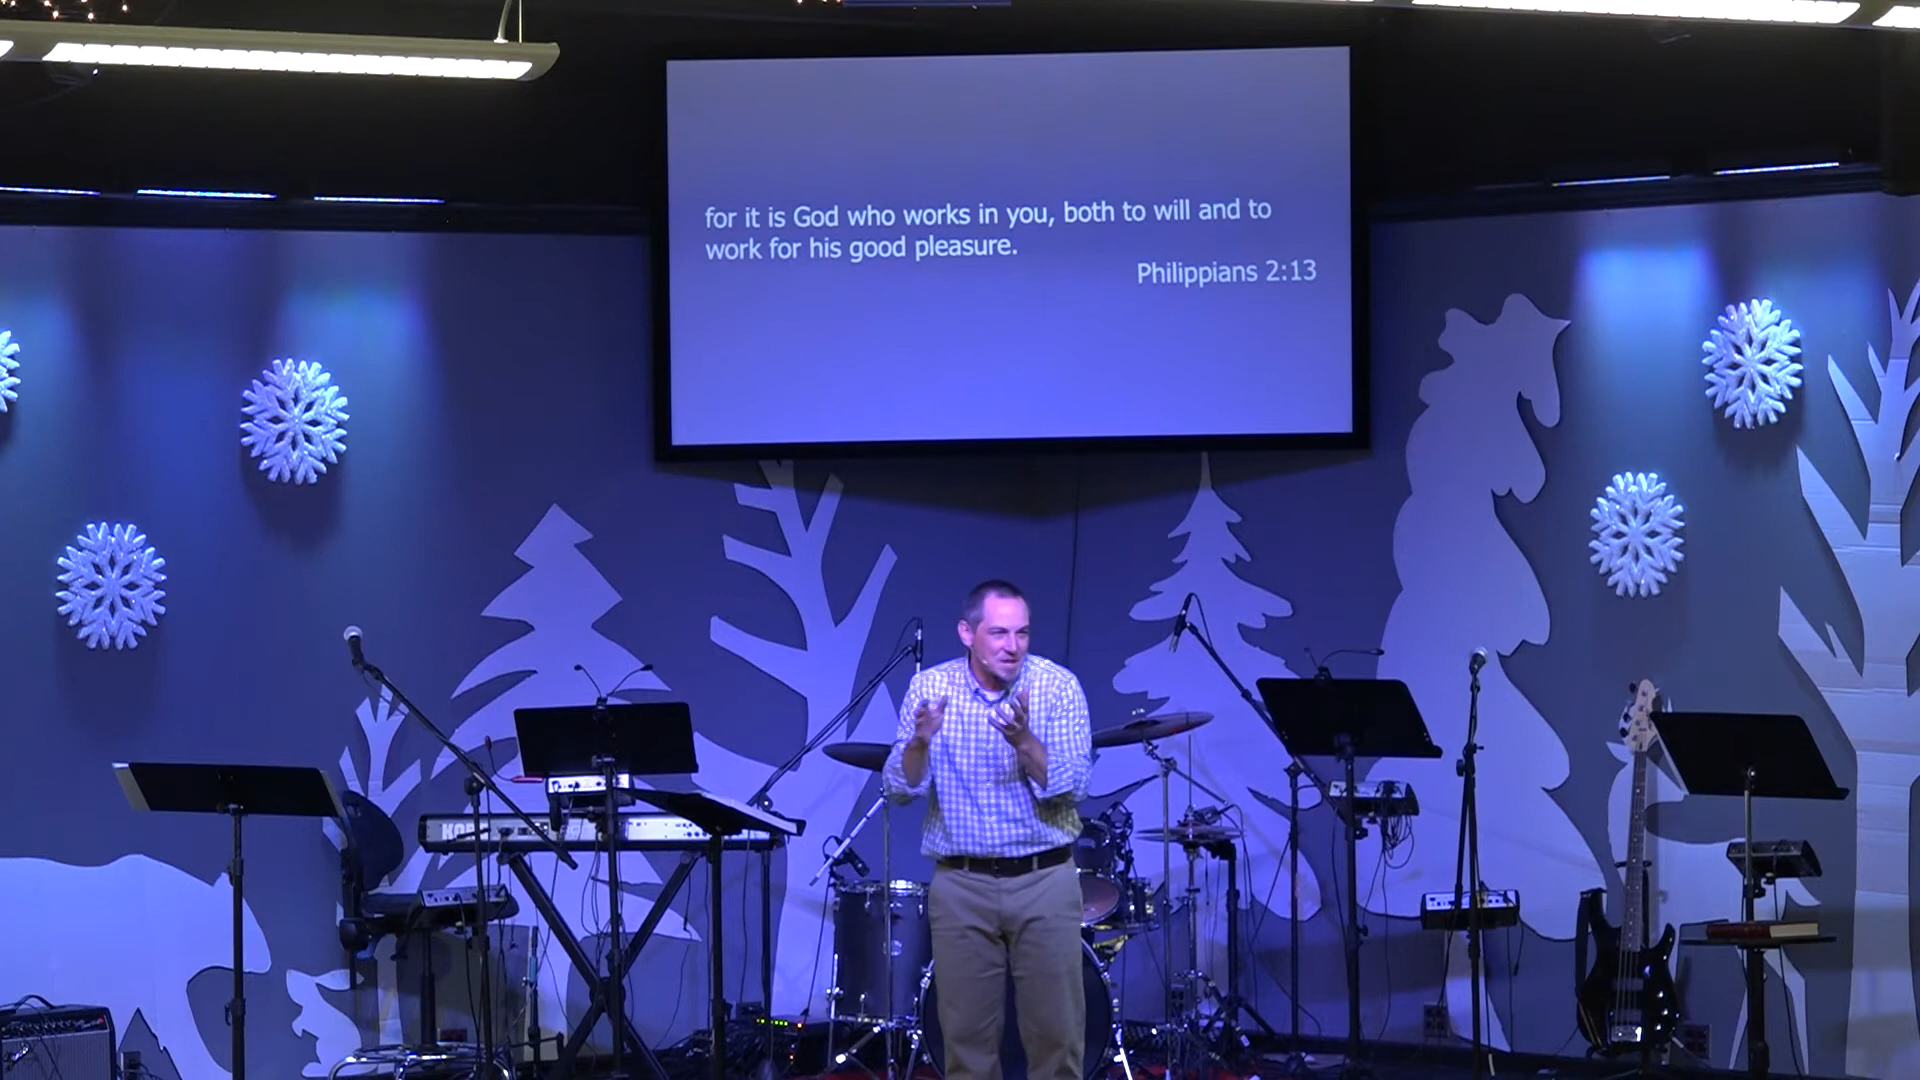 for it is God who works in you, both to will and to
work for his good pleasure.
Philippians 2:13
KORG